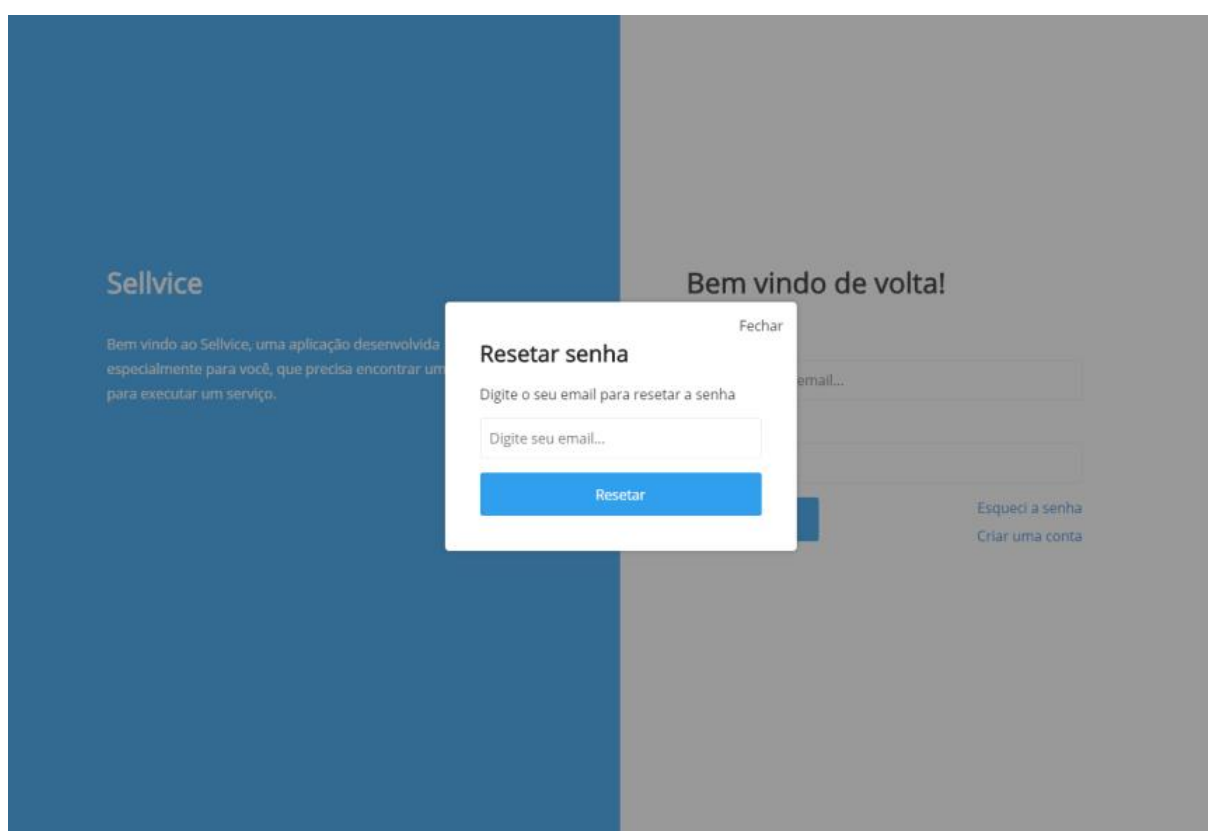 Sellvice
Bem vindo ao Sellvice, uma aplicação desenvolvida
especialmente para você, que precisa encontrar um
para executar um serviço.
Bem vindo de volta!
email...
Esqueci a senha
Criar uma conta
Fechar
Resetar senha
Digite o seu email para resetar a senha
Digite seu email...
Resetar